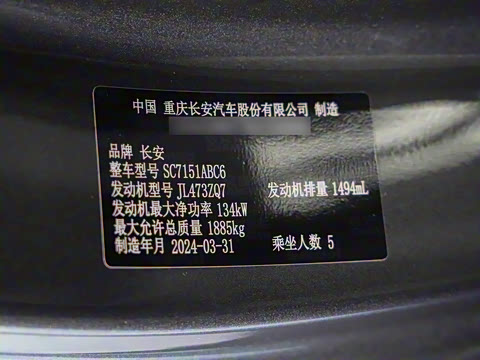 中国 重庆长安汽车股份有限公司 制造
品牌 长安
整车型号 SC7151ABC6
发动机型号 JL473ZQ7 发动机排量 1494mL
发动机最大净功率 134kW
最大允许总质量 1885kg
制造年月 2024-03-31 乘坐人数 5